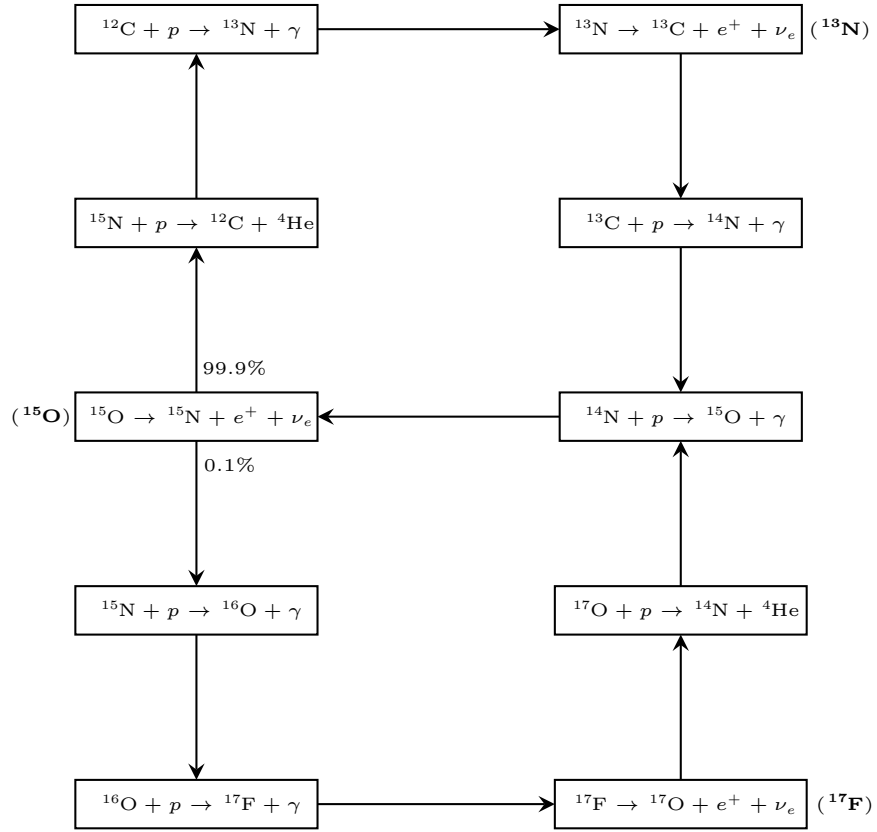 ¹²C + p → ¹³N + γ
¹³N → ¹³C + e⁺ + νₑ (¹³N)
¹⁵N + p → ¹²C + ⁴He
¹³C + p → ¹⁴N + γ
99.9%
(¹⁵O) ¹⁵O → ¹⁵N + e⁺ + νₑ
¹⁴N + p → ¹⁵O + γ
0.1%
¹⁵N + p → ¹⁶O + γ
¹⁷O + p → ¹⁴N + ⁴He
¹⁶O + p → ¹⁷F + γ
¹⁷F → ¹⁷O + e⁺ + νₑ (¹⁷F)